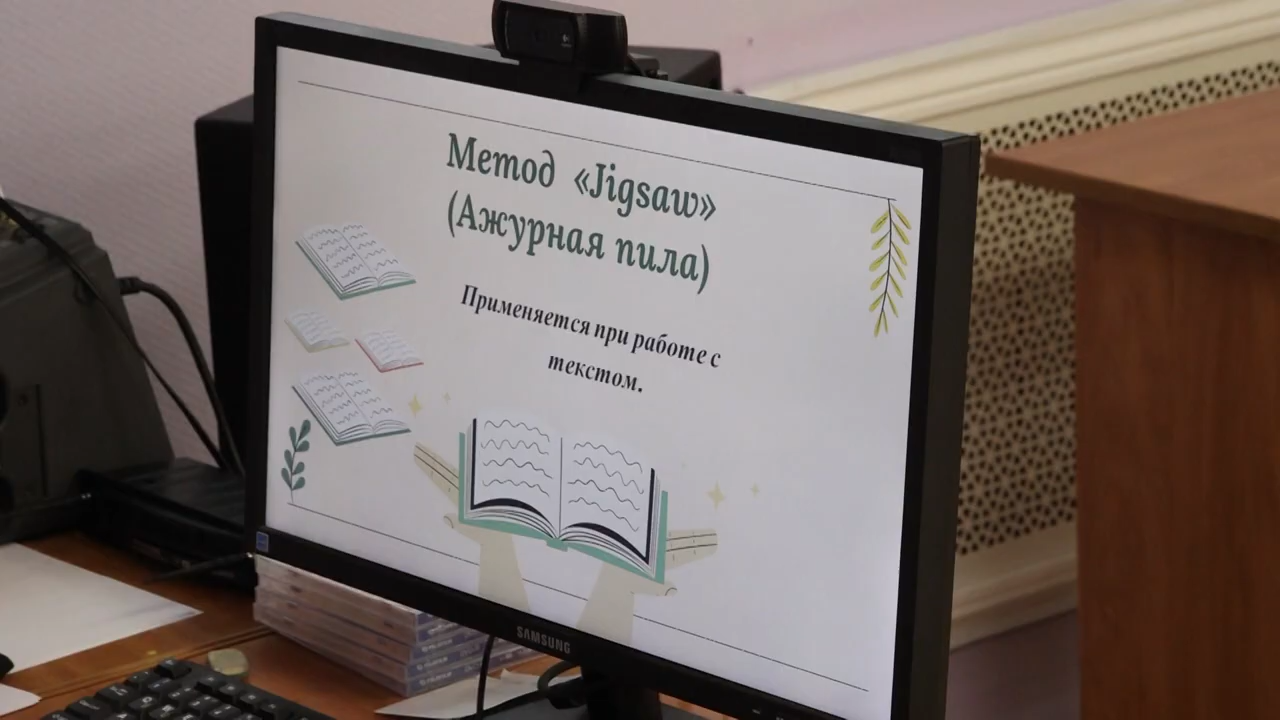 Метод «Jigsaw»
(Ажурная пила)
Применяется при работе с
текстом.
SAMSUNG